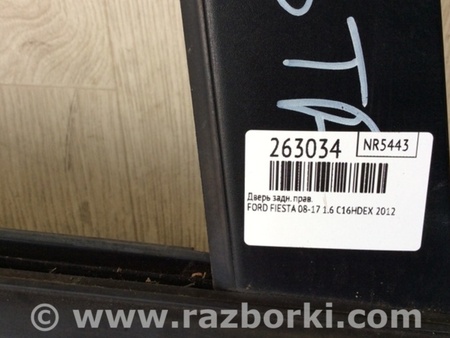 263034
NR5443
Дверь задн. прав.
FORD FIESTA 08-17 1.6 C16HDEX 2012
© www.razborki.com